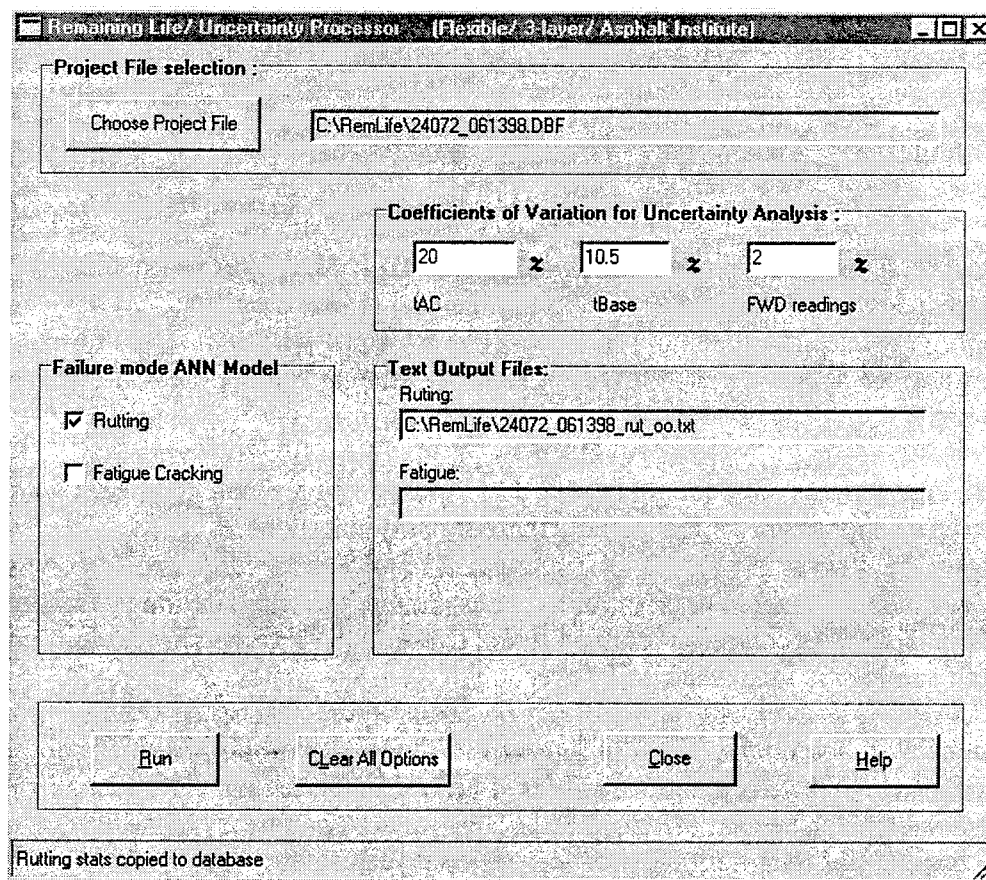 Remaining Life/ Uncertainty Processor   (Flexible/ 3-layer/ Asphalt Institute)
Project File selection :
Choose Project File
C:\RemLife\24072_061398.DBF
Coefficients of Variation for Uncertainty Analysis :
20 % 10.5 % 2 %
tAC tBase FWD readings
Failure mode ANN Model
Rutting
Fatigue Cracking
Text Output Files:
Ruting:
C:\RemLife\24072_061398_rut_oo.txt
Fatigue:
Run CLear All Options Close Help
Rutting stats copied to database